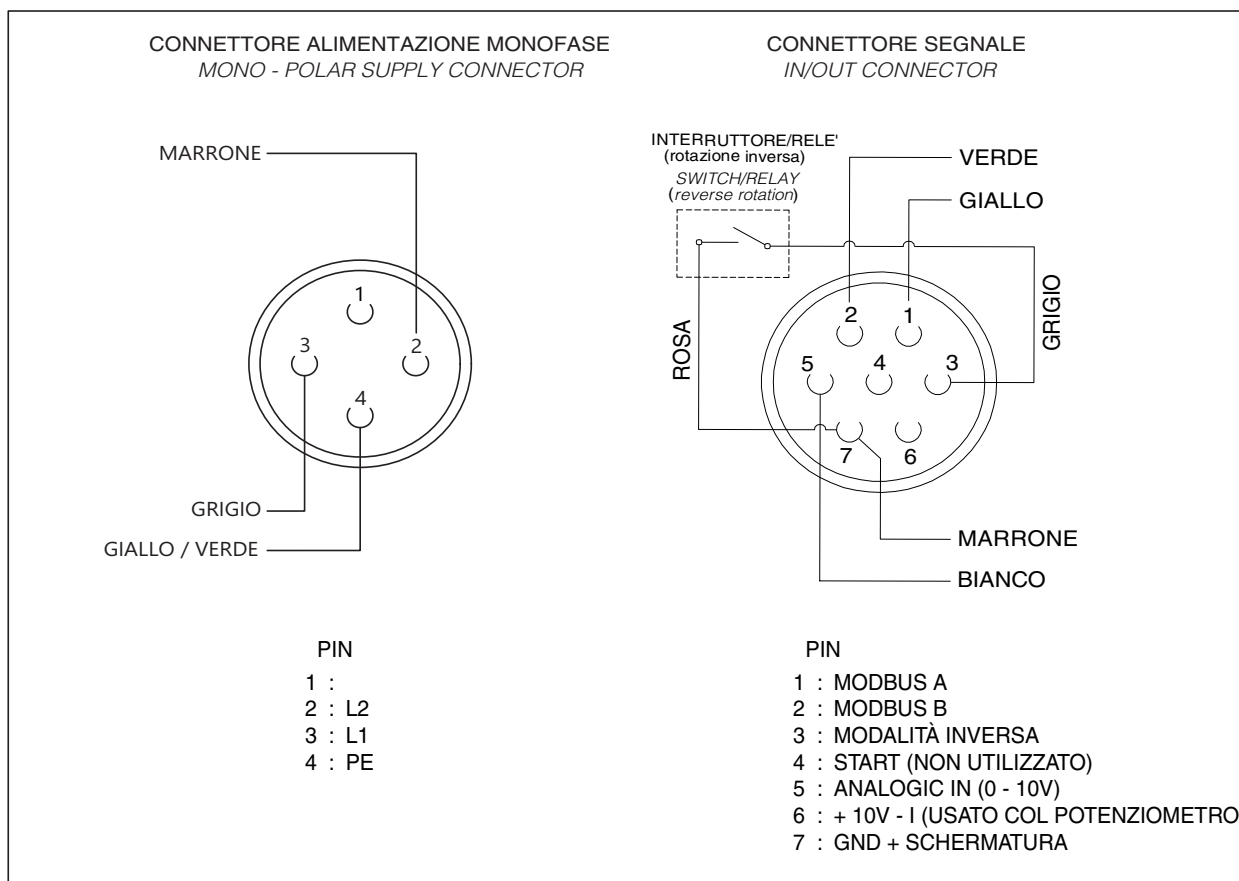 CONNETTORE ALIMENTAZIONE MONOFASE
MONO - POLAR SUPPLY CONNECTOR
MARRONE
1
3
2
4
GRIGIO
GIALLO / VERDE
PIN
1 :
2 : L2
3 : L1
4 : PE
CONNETTORE SEGNALE
IN/OUT CONNECTOR
INTERRUTTORE/RELE'
(rotazione inversa)
SWITCH/RELAY
(reverse rotation)
VERDE
GIALLO
ROSA
GRIGIO
2
1
5
4
3
7
6
MARRONE
BIANCO
PIN
1 : MODBUS A
2 : MODBUS B
3 : MODALITÀ INVERSA
4 : START (NON UTILIZZATO)
5 : ANALOGIC IN (0 - 10V)
6 : + 10V - I (USATO COL POTENZIOMETRO
7 : GND + SCHERMATURA